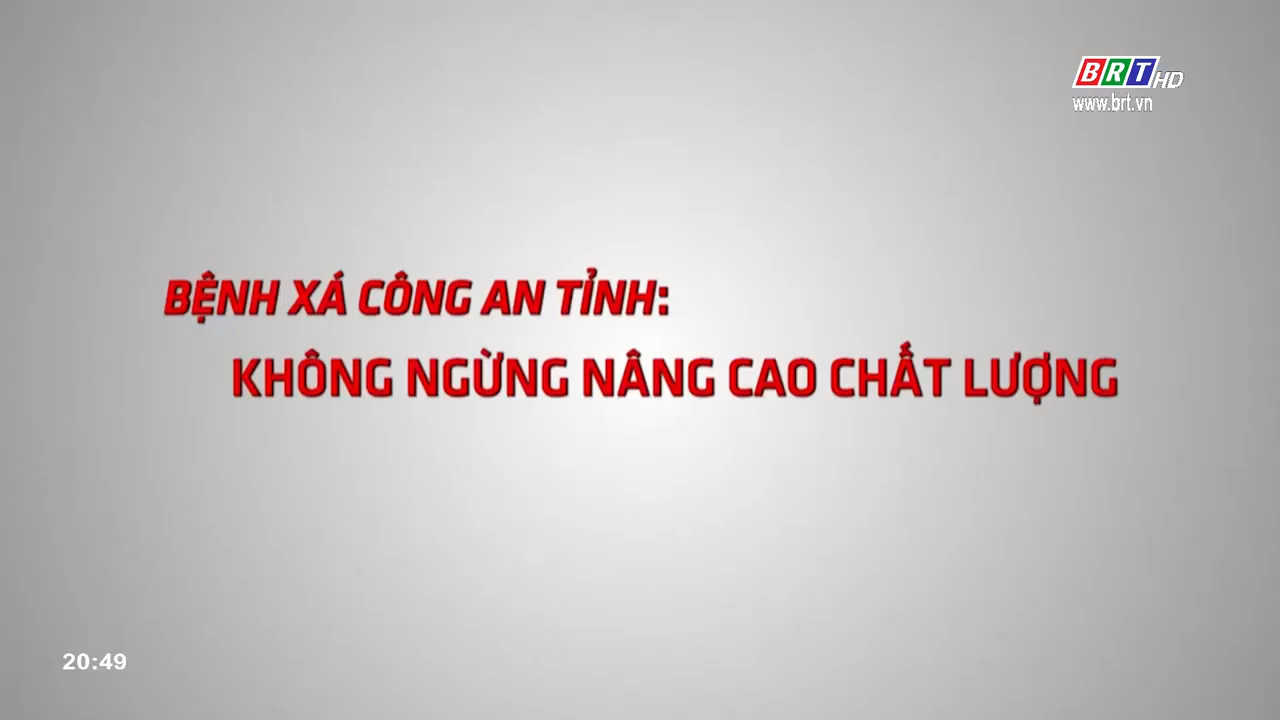 BRT HD
www.brt.vn
BỆNH XÁ CÔNG AN TỈNH:
KHÔNG NGỪNG NÂNG CAO CHẤT LƯỢNG
20:49